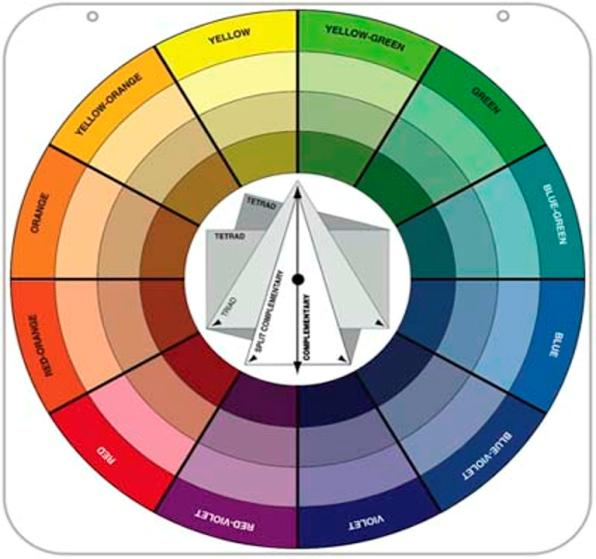 YELLOW
YELLOW-GREEN
GREEN
BLUE-GREEN
BLUE
BLUE-VIOLET
VIOLET
RED-VIOLET
RED
RED-ORANGE
ORANGE
YELLOW-ORANGE
TETRAD
TETRAD
TRIAD
SPLIT COMPLEMENTARY
COMPLEMENTARY